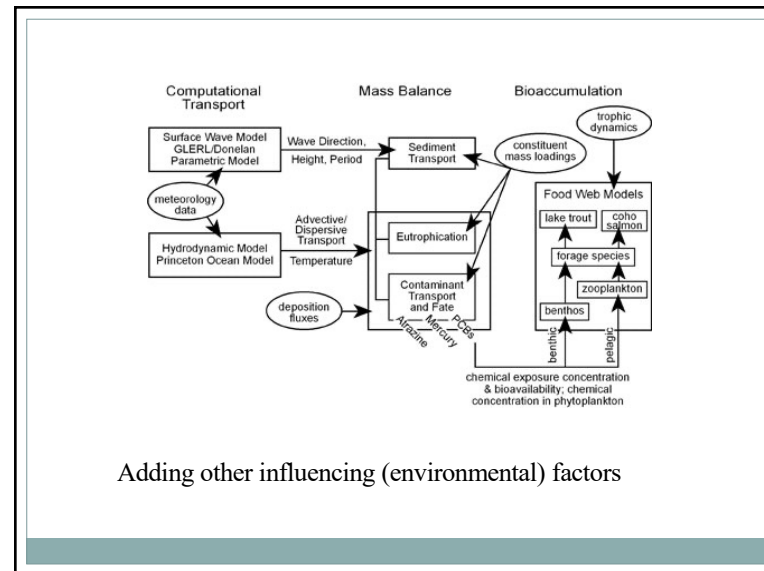 Computational
Transport
Mass Balance
Bioaccumulation
Surface Wave Model
GLERL/Donelan
Parametric Model
Wave Direction,
Height, Period
Sediment
Transport
constituent
mass loadings
trophic
dynamics
meteorology
data
Hydrodynamic Model
Princeton Ocean Model
Advective/
Dispersive
Transport
Temperature
Eutrophication
Contaminant
Transport
and Fate
Atrazine
Mercury
PCBs
deposition
fluxes
Food Web Models
lake trout
coho
salmon
forage species
zooplankton
benthos
benthic
pelagic
chemical exposure concentration
& bioavailability; chemical
concentration in phytoplankton
Adding other influencing (environmental) factors